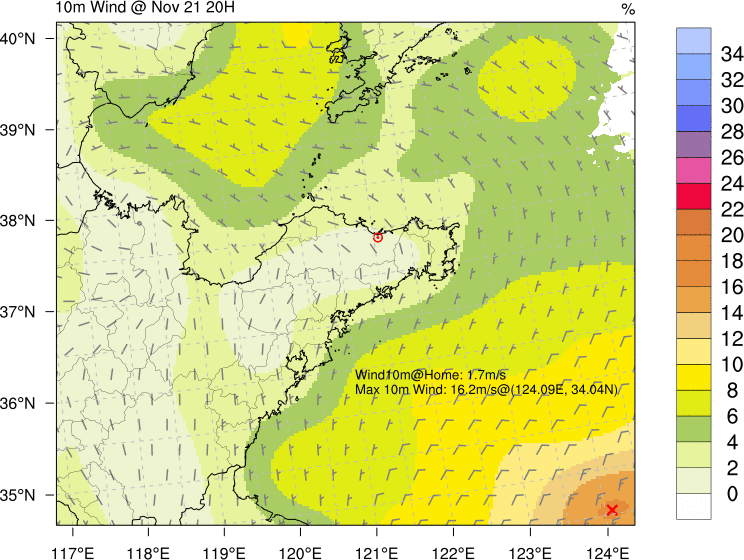 10m Wind @ Nov 21 20H
%
40°N
39°N
38°N
37°N
36°N
35°N
117°E 118°E 119°E 120°E 121°E 122°E 123°E 124°E
Wind10m@Home: 1.7m/s
Max 10m Wind: 16.2m/s@(124.09E, 34.04N)
34
32
30
28
26
24
22
20
18
16
14
12
10
8
6
4
2
0